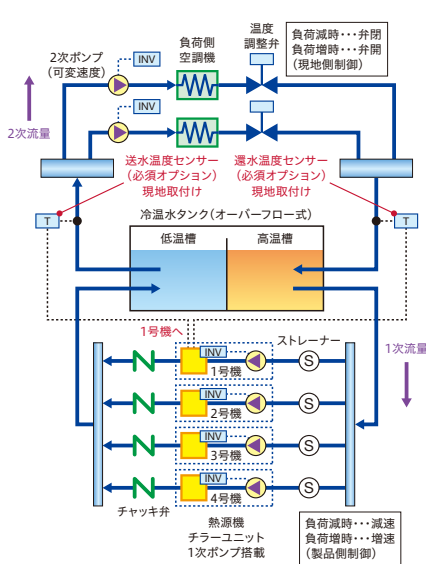 2次ポンプ
(可変速度)
INV
INV
負荷側
空調機
温度
調整弁
負荷減時・・・弁閉
負荷増時・・・弁開
(現地側制御)
2次流量
送水温度センサー
(必須オプション)
現地取付け
還水温度センサー
(必須オプション)
現地取付け
T
T
冷温水タンク(オーバーフロー式)
低温槽
高温槽
1号機へ
ストレーナー
1次流量
INV
1号機
S
INV
2号機
S
INV
3号機
S
INV
4号機
S
チャッキ弁
熱源機
チラーユニット
1次ポンプ搭載
負荷減時・・・減速
負荷増時・・・増速
(製品側制御)